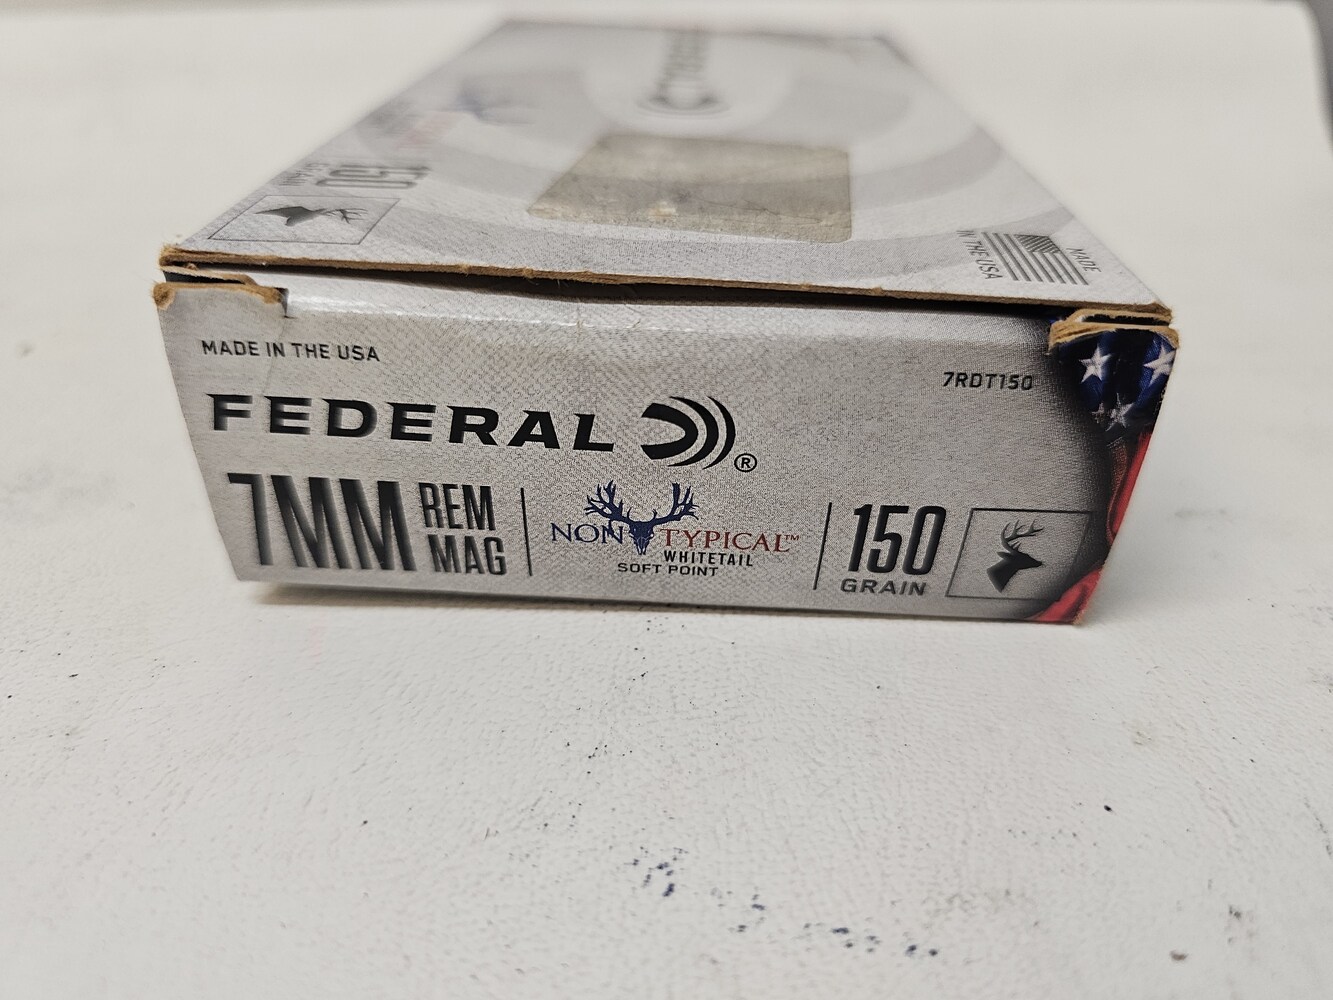 150
MADE
IN THE USA
MADE IN THE USA
7RDT150
FEDERAL ®
7MM REM MAG
NON TYPICAL™
WHITETAIL
SOFT POINT
150
GRAIN